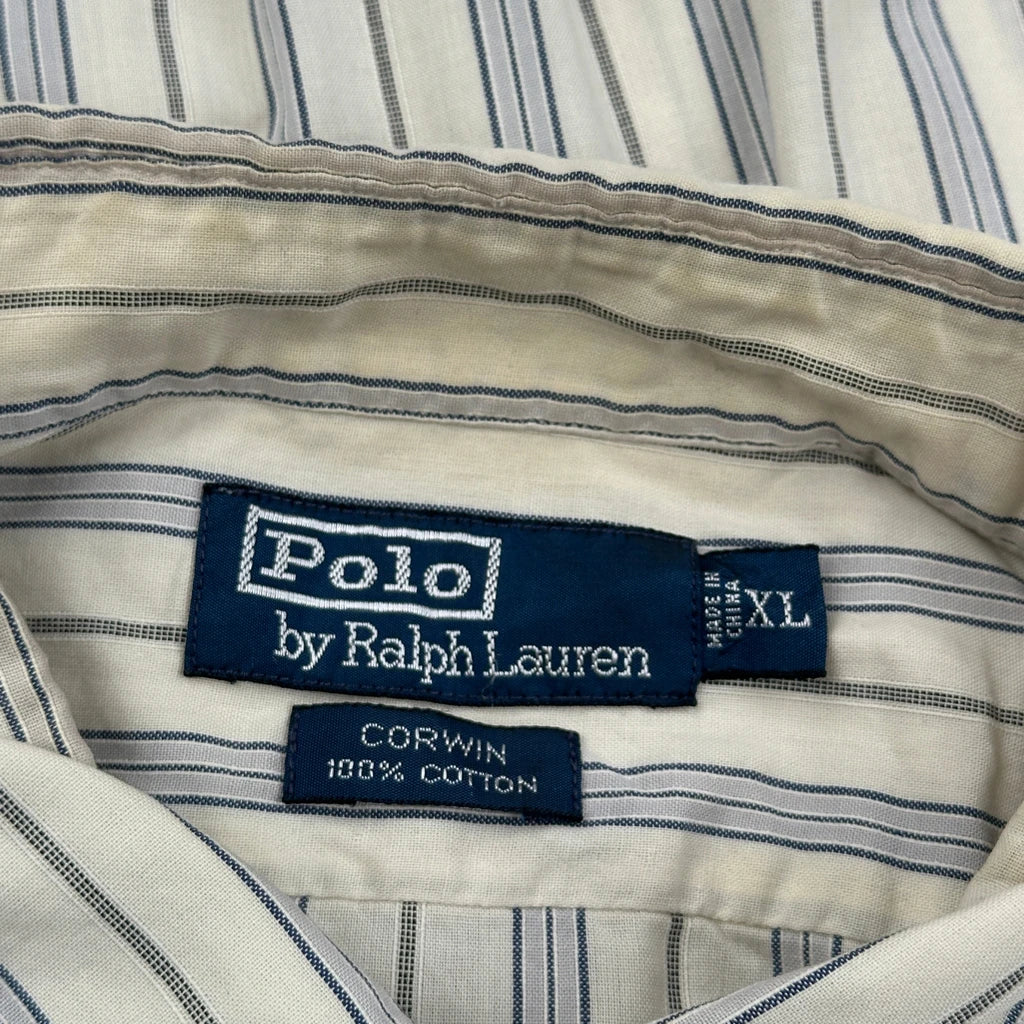 Polo
by Ralph Lauren
MADE IN
CHINA
XL
CORWIN
100% COTTON